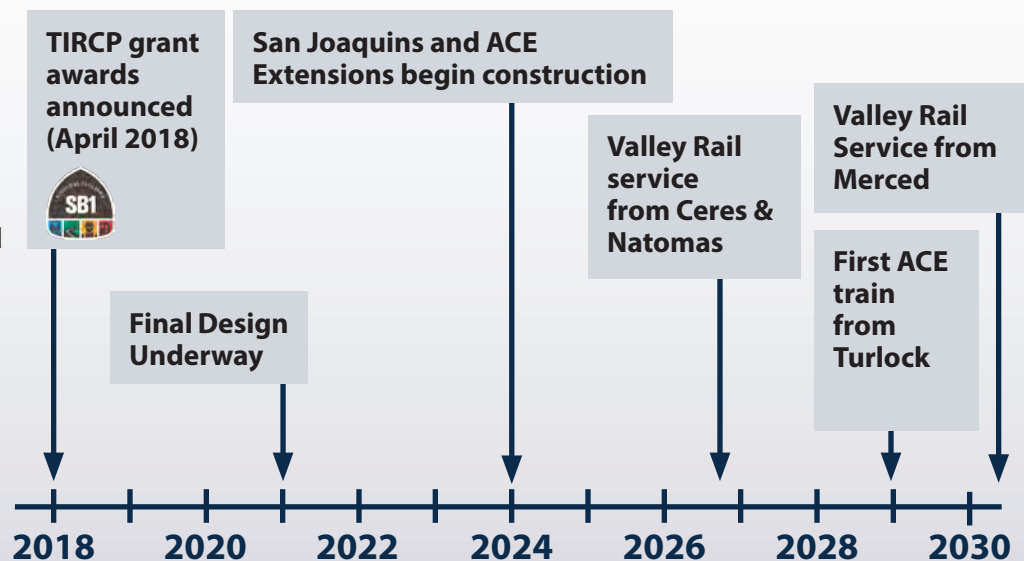 TIRCP grant
awards
announced
(April 2018)
SB1
San Joaquins and ACE
Extensions begin construction
Valley Rail
service
from Ceres &
Natomas
Valley Rail
Service from
Merced
First ACE
train
from
Turlock
Final Design
Underway
2018
2020
2022
2024
2026
2028
2030